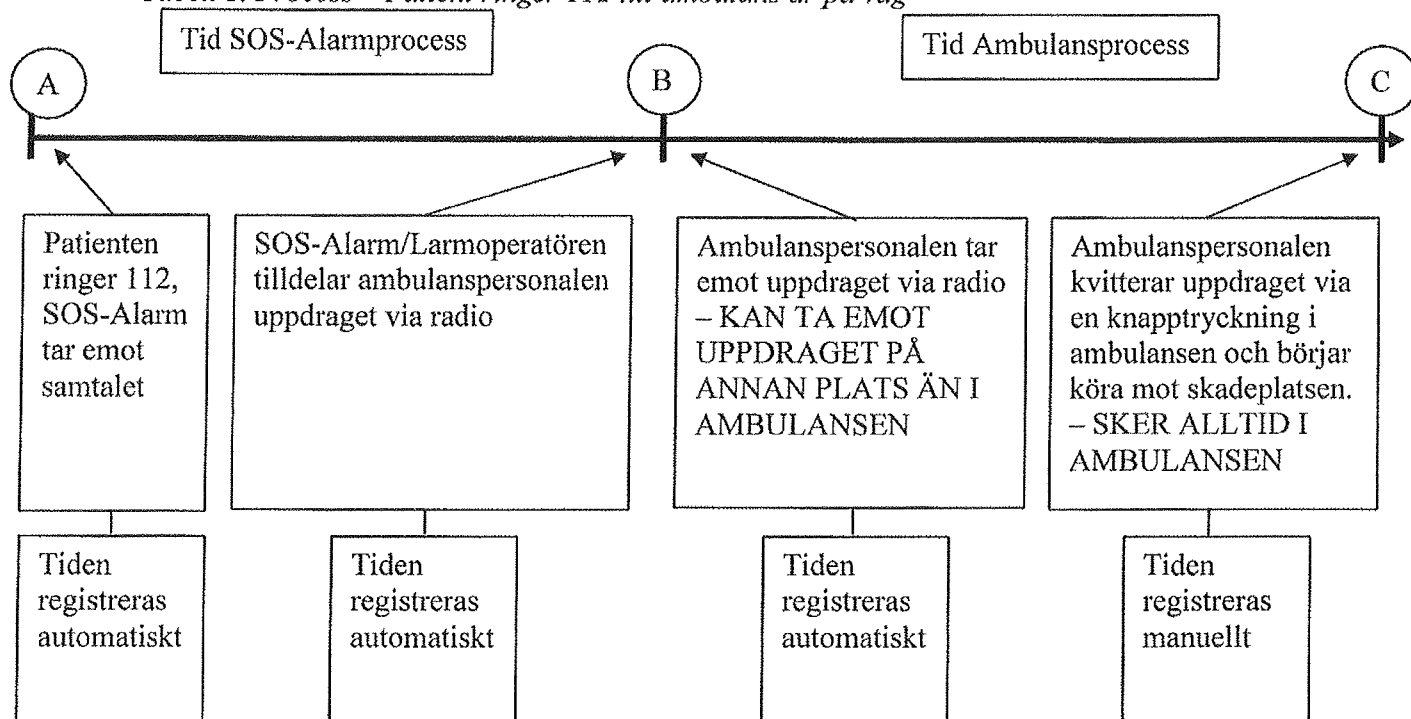 Tid SOS-Alarmprocess
Tid Ambulansprocess
A
B
C
Patienten
ringer 112,
SOS-Alarm
tar emot
samtalet
SOS-Alarm/Larmoperatören
tilldelar ambulanspersonalen
uppdraget via radio
Ambulanspersonalen tar
emot uppdraget via radio
– KAN TA EMOT
UPPDRAGET PÅ
ANNAN PLATS ÄN I
AMBULANSEN
Ambulanspersonalen
kvitterar uppdraget via
en knapptryckning i
ambulansen och börjar
köra mot skadeplatsen.
– SKER ALLTID I
AMBULANSEN
Tiden
registreras
automatiskt
Tiden
registreras
automatiskt
Tiden
registreras
automatiskt
Tiden
registreras
manuellt